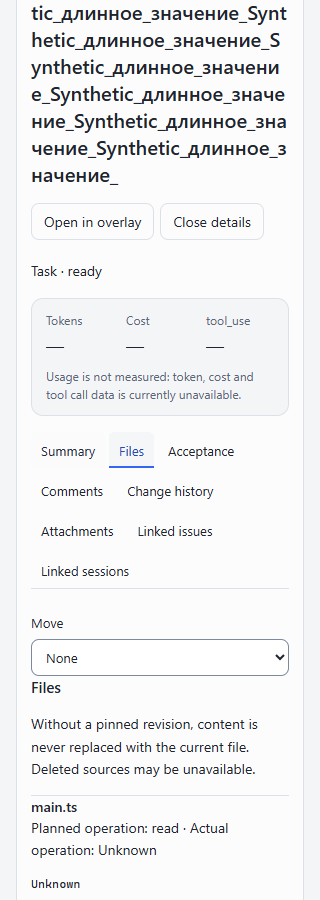 tic_длинное_значение_Synt
hetic_длинное_значение_S
ynthetic_длинное_значени
е_Synthetic_длинное_значе
ние_Synthetic_длинное_зна
чение_Synthetic_длинное_з
начение_
Open in overlay Close details
Task · ready
Tokens Cost tool_use
— — —
Usage is not measured: token, cost and
tool call data is currently unavailable.
Summary Files Acceptance
Comments Change history
Attachments Linked issues
Linked sessions
Move
None
Files
Without a pinned revision, content is
never replaced with the current file.
Deleted sources may be unavailable.
main.ts
Planned operation: read · Actual
operation: Unknown
Unknown